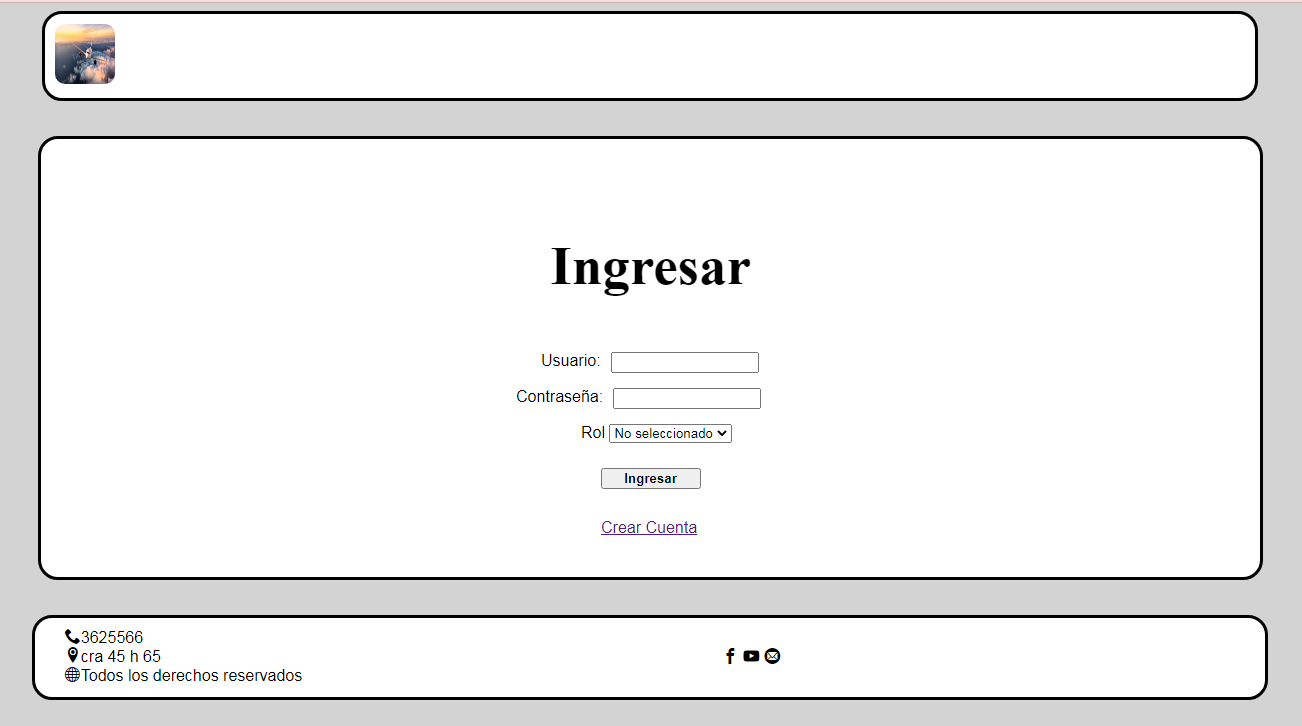 Ingresar
Usuario:
Contraseña:
Rol No seleccionado
Ingresar
Crear Cuenta
3625566
cra 45 h 65
Todos los derechos reservados